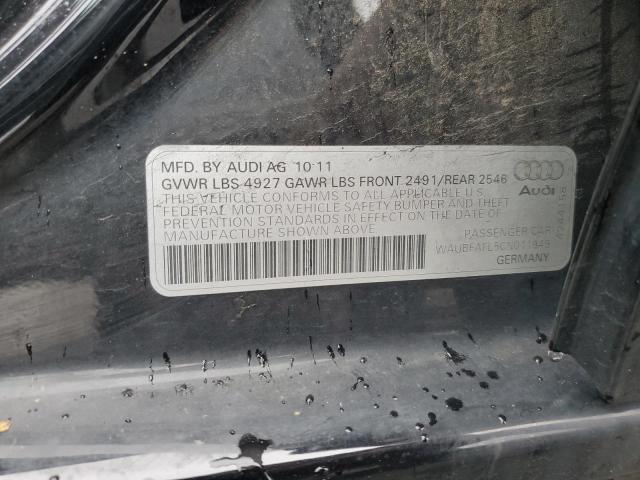 MFD. BY AUDI AG 10 11
GVWR LBS 4927 GAWR LBS FRONT 2491/REAR 2546
THIS VEHICLE CONFORMS TO ALL APPLICABLE U.S.
FEDERAL MOTOR VEHICLE SAFETY BUMPER AND THEFT
PREVENTION STANDARDS IN EFFECT ON THE DATE OF
MANUFACTURE SHOWN ABOVE
Audi
PASSENGER CAR
GERMANY